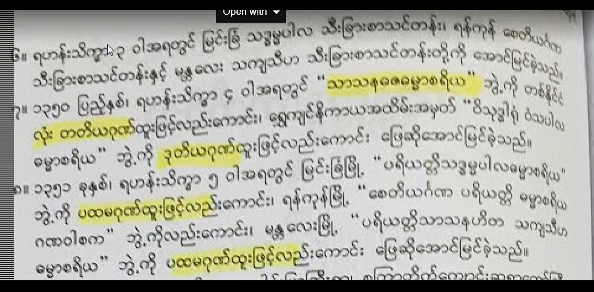 Open with
၆။ ရဟန်းသိက္ခာ ၃ ဝါအရတွင် မြင်းခြံ သဒ္ဓမ္မပါလ သီးခြားစာသင်တန်း၊ ရန်ကုန် စေတိယင်္ဂဏ
သီးခြားစာသင်တန်းနှင့် မန္တလေး သကျသီဟ သီးခြားစာသင်တန်းတို့ကို အောင်မြင်ခဲ့သည်။
၇။ ၁၃၅၀ ပြည့်နှစ်၊ ရဟန်းသိက္ခာ ၄ ဝါအရတွင် “သာသနဓဇဓမ္မာစရိယ” ဘွဲ့ကို တစ်နိုင်ငံ
လုံး တတိယဂုဏ်ထူးဖြင့်လည်းကောင်း၊ ရွှေကျင်နိကာယအထိမ်းအမှတ် “ဝိသုဒ္ဓါရုံ ဝံသပါလ
ဓမ္မာစရိယ” ဘွဲ့ကို ဒုတိယဂုဏ်ထူးဖြင့်လည်းကောင်း ဖြေဆိုအောင်မြင်ခဲ့သည်။
၈။ ၁၃၅၁ ခုနှစ်၊ ရဟန်းသိက္ခာ ၅ ဝါအရတွင် မြင်းခြံမြို့ “ပရိယတ္တိသဒ္ဓမ္မပါလဓမ္မာစရိယ”
ဘွဲ့ကို ပထမဂုဏ်ထူးဖြင့်လည်းကောင်း၊ ရန်ကုန်မြို့ “စေတိယင်္ဂဏ ပရိယတ္တိ ဓမ္မာစရိယ
ဂဏဝါစက” ဘွဲ့ကိုလည်းကောင်း၊ မန္တလေးမြို့ “ပရိယတ္တိသာသနဟိတ သကျသီဟ
ဓမ္မာစရိယ” ဘွဲ့ကို ပထမဂုဏ်ထူးဖြင့်လည်းကောင်း ဖြေဆိုအောင်မြင်ခဲ့သည်။